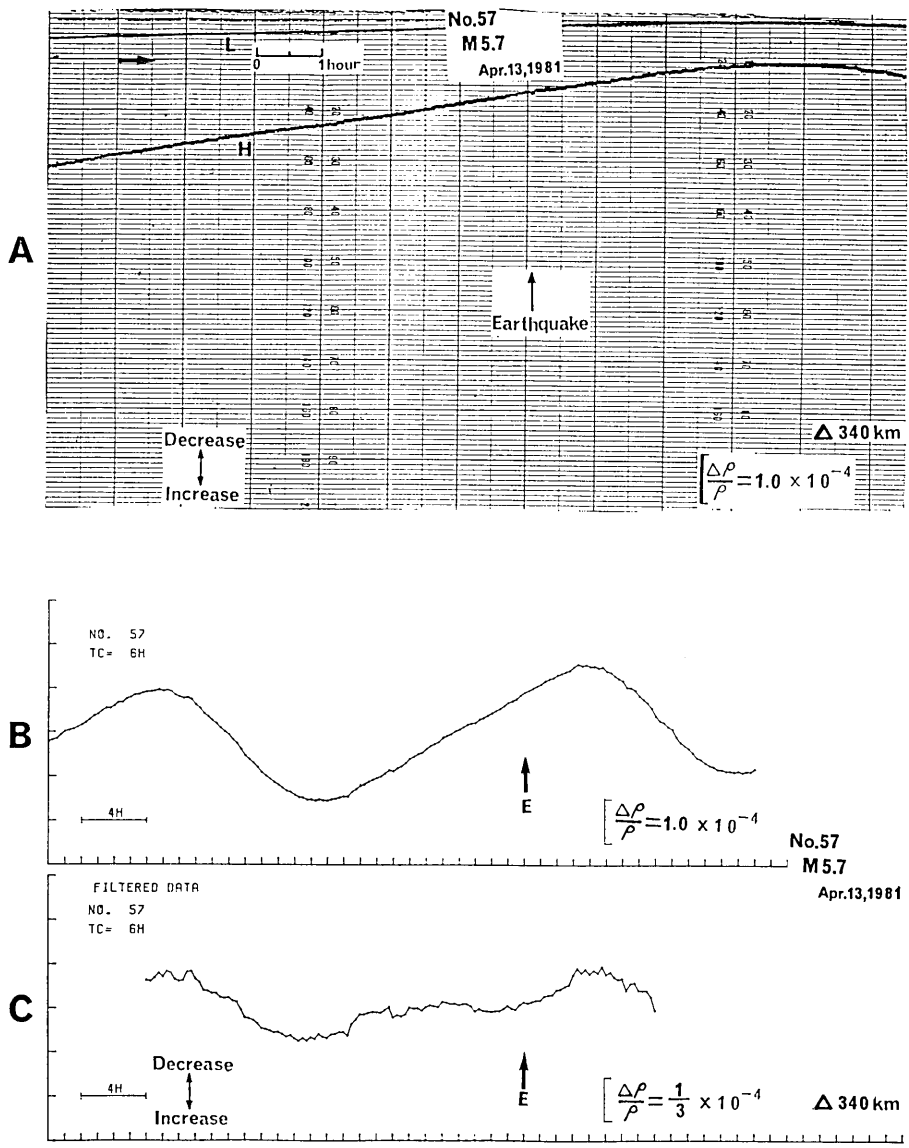 No.57
M 5.7
Apr.13,1981
L
0 1hour
H
A
Earthquake
Decrease
Increase
Δ 340 km
Δρ/ρ = 1.0 × 10⁻⁴
NO. 57
TC= 6H
B
4H
E
Δρ/ρ = 1.0 × 10⁻⁴
No.57
M 5.7
Apr.13,1981
FILTERED DATA
NO. 57
TC= 6H
C
Decrease
4H
Increase
E
Δρ/ρ = 1/3 × 10⁻⁴
Δ 340 km